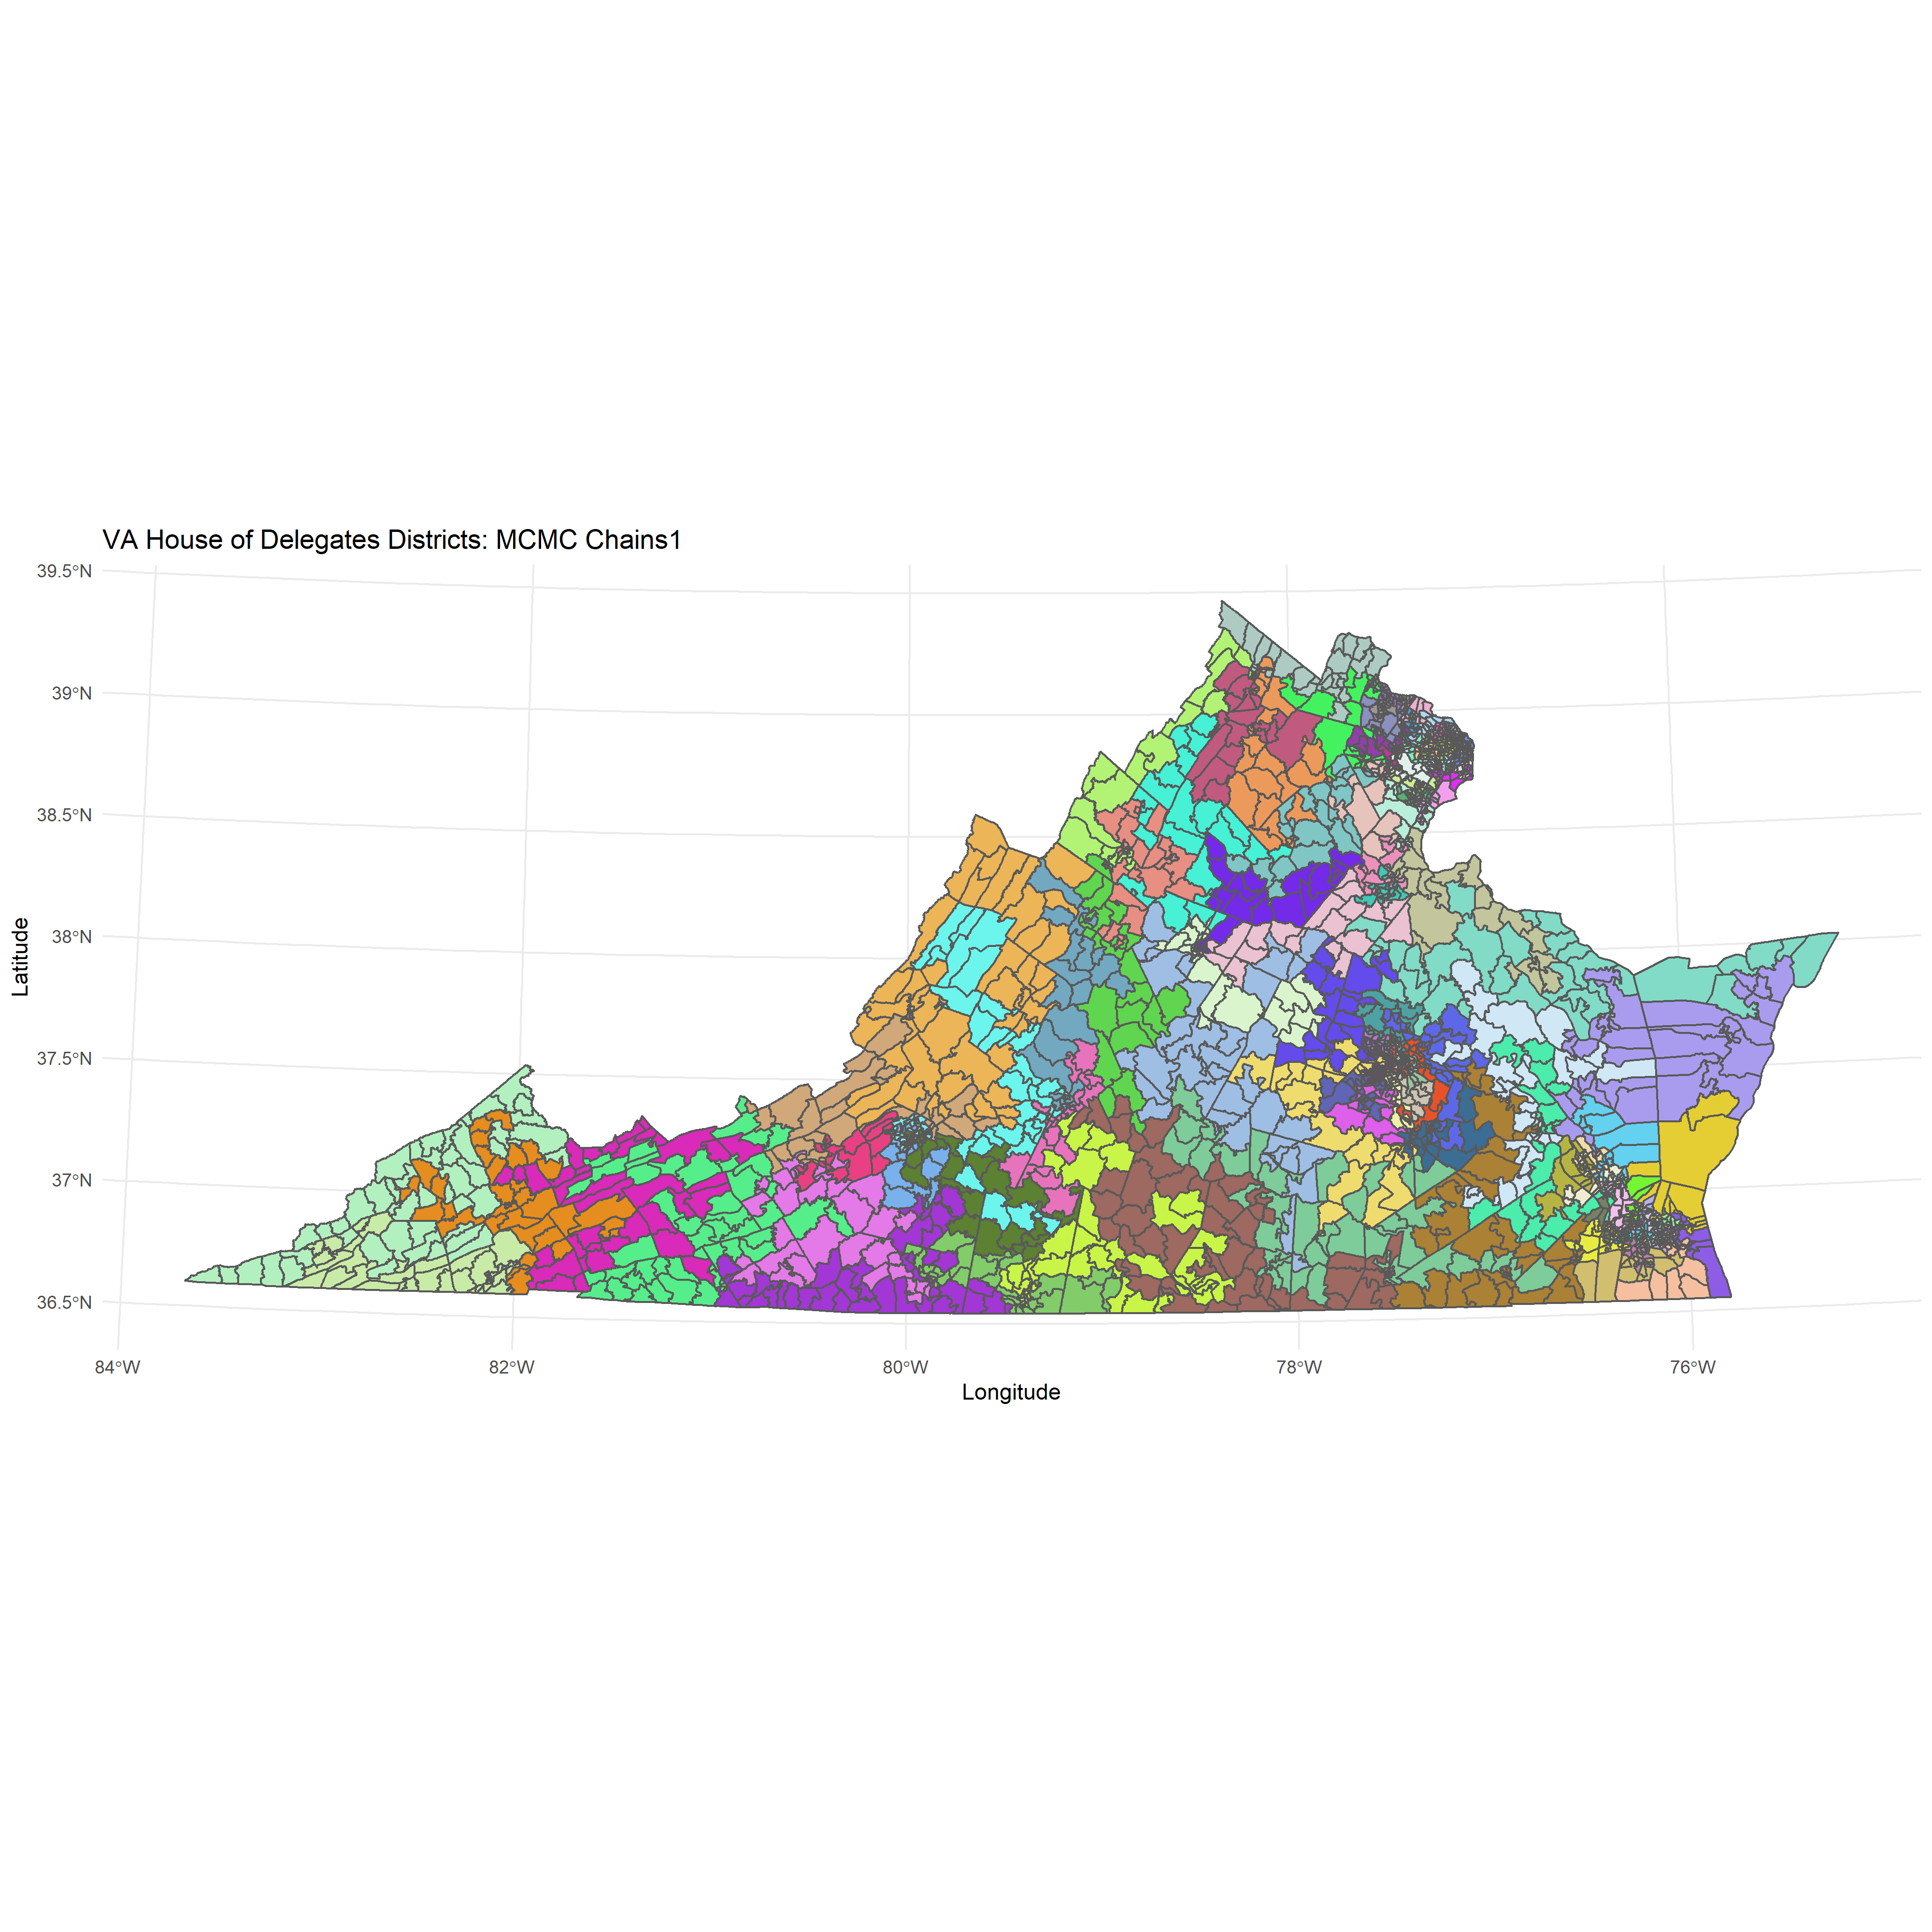 VA House of Delegates Districts: MCMC Chains1
39.5°N
39°N
38.5°N
38°N
37.5°N
37°N
36.5°N
84°W
82°W
80°W
78°W
76°W
Longitude
Latitude